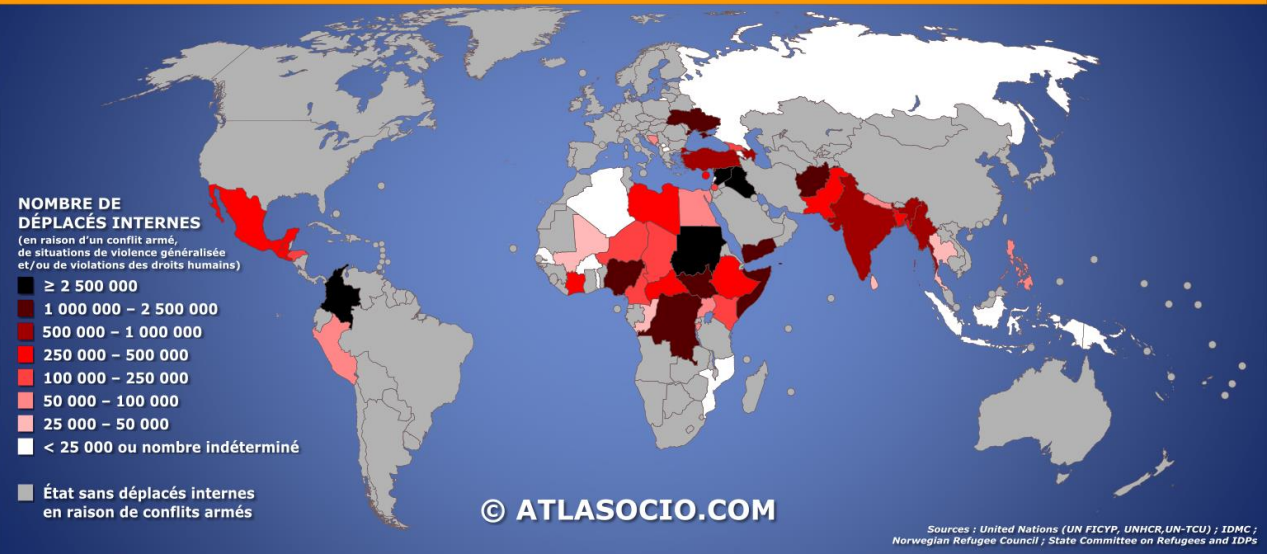 NOMBRE DE
DÉPLACÉS INTERNES
(en raison d'un conflit armé,
de situations de violence généralisée
et/ou de violations des droits humains)
≥ 2 500 000
1 000 000 – 2 500 000
500 000 – 1 000 000
250 000 – 500 000
100 000 – 250 000
50 000 – 100 000
25 000 – 50 000
< 25 000 ou nombre indéterminé
État sans déplacés internes
en raison de conflits armés
© ATLASOCIO.COM
Sources : United Nations (UN FICYP, UNHCR,UN-TCU) ; IDMC ;
Norwegian Refugee Council ; State Committee on Refugees and IDPs